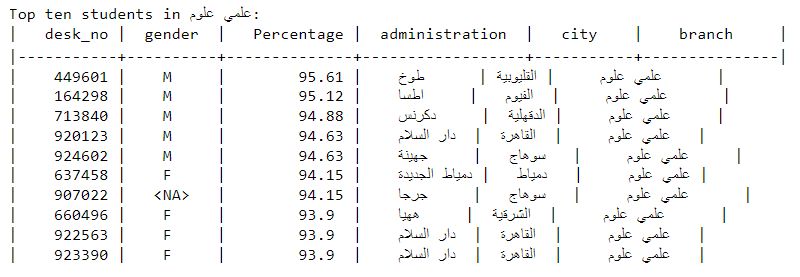 Top ten students in علمي علوم:
| desk_no | gender | Percentage | administration | city | branch |
|-----------+----------+--------------+------------------+-----------+---------------|
| 449601 | M | 95.61 | طوخ | القليوبية | علمي علوم |
| 164298 | M | 95.12 | اطسا | الفيوم | علمي علوم |
| 713840 | M | 94.88 | دكرنس | الدقهلية | علمي علوم |
| 920123 | M | 94.63 | دار السلام | القاهرة | علمي علوم |
| 924602 | M | 94.63 | جهينة | سوهاج | علمي علوم |
| 637458 | F | 94.15 | دمياط الجديدة | دمياط | علمي علوم |
| 907022 | <NA> | 94.15 | جرجا | سوهاج | علمي علوم |
| 660496 | F | 93.9 | ههيا | الشرقية | علمي علوم |
| 922563 | F | 93.9 | دار السلام | القاهرة | علمي علوم |
| 923390 | F | 93.9 | دار السلام | القاهرة | علمي علوم |